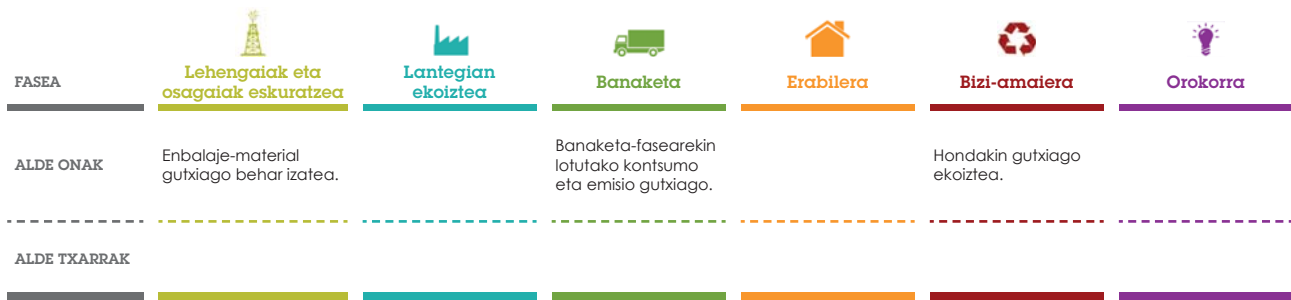 FASEA
Lehengaiak eta
osagaiak eskuratzea
Lantegian
ekoiztea
Banaketa
Erabilera
Bizi-amaiera
Orokorra
ALDE ONAK
Enbalaje-material
gutxiago behar izatea.
Banaketa-fasearekin
lotutako kontsumo
eta emisio gutxiago.
Hondakin gutxiago
ekoiztea.
ALDE TXARRAK